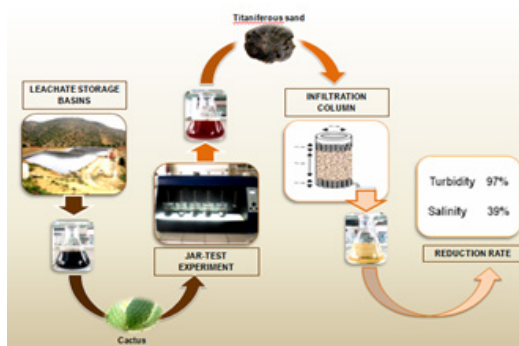 Titaniferous sand
LEACHATE STORAGE
BASINS
INFILTRATION
COLUMN
Turbidity 97%
Salinity 39%
JAR-TEST
EXPERIMENT
REDUCTION RATE
Cactus